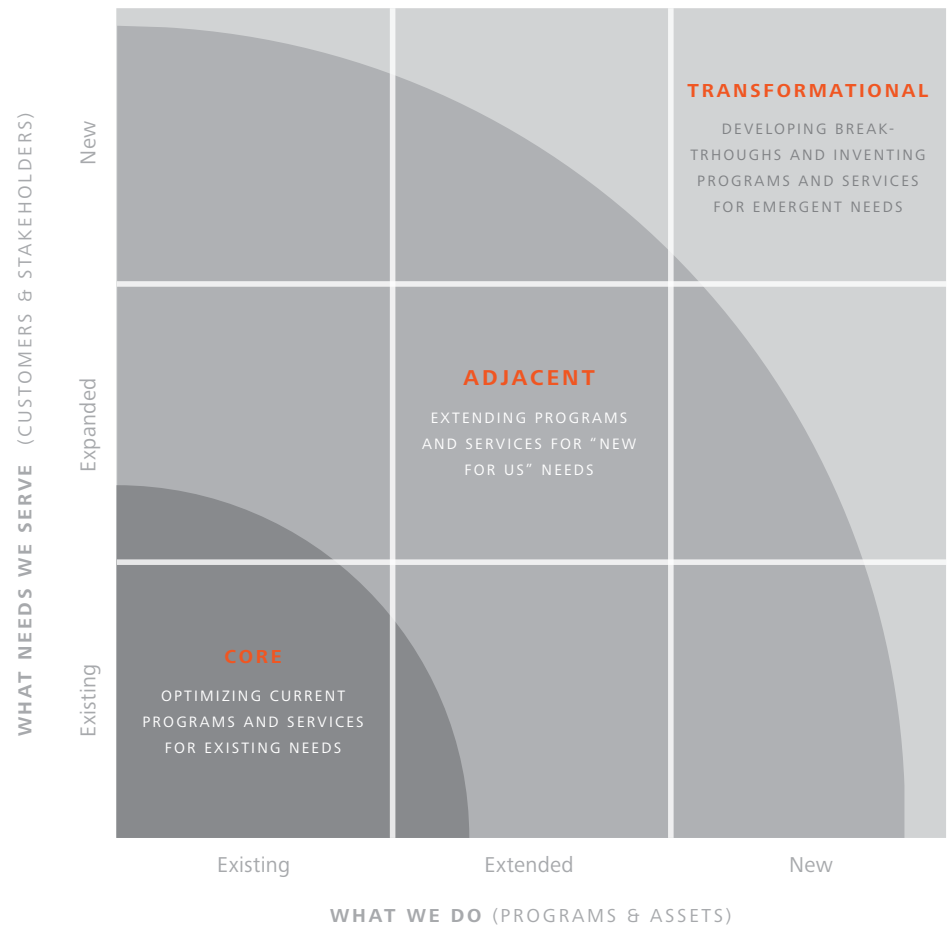 WHAT NEEDS WE SERVE (CUSTOMERS & STAKEHOLDERS)
New
Expanded
Existing
TRANSFORMATIONAL
DEVELOPING BREAK-
TRHOUGHS AND INVENTING
PROGRAMS AND SERVICES
FOR EMERGENT NEEDS
ADJACENT
EXTENDING PROGRAMS
AND SERVICES FOR “NEW
FOR US” NEEDS
CORE
OPTIMIZING CURRENT
PROGRAMS AND SERVICES
FOR EXISTING NEEDS
Existing
Extended
New
WHAT WE DO (PROGRAMS & ASSETS)